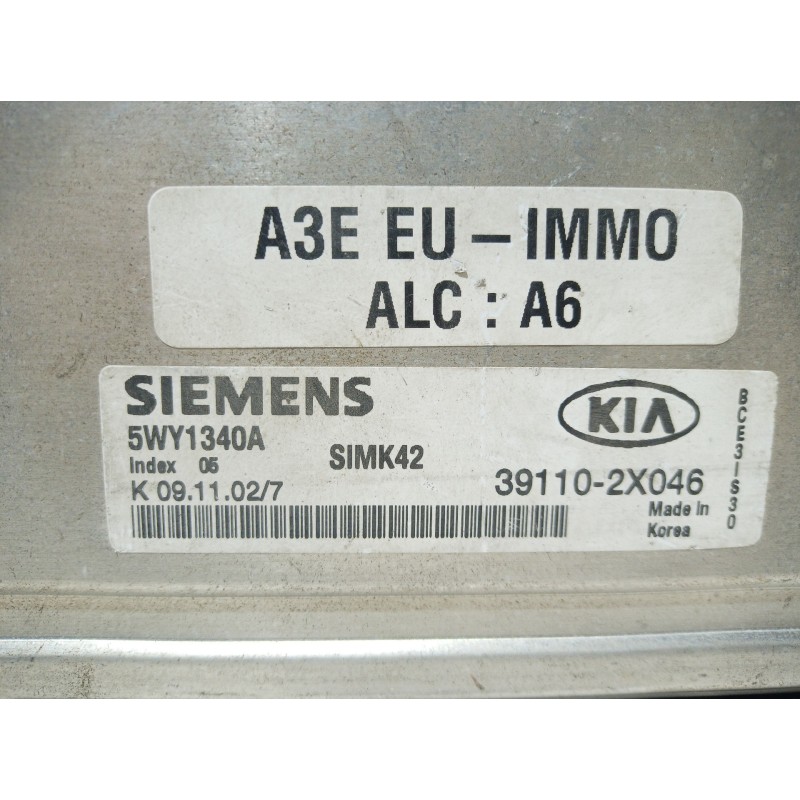 A3E EU – IMMO
ALC : A6
SIEMENS
5WY1340A
Index 05
SIMK42
K 09.11.02/7
KIA
39110-2X046
Made In
Korea
BCE3IS30